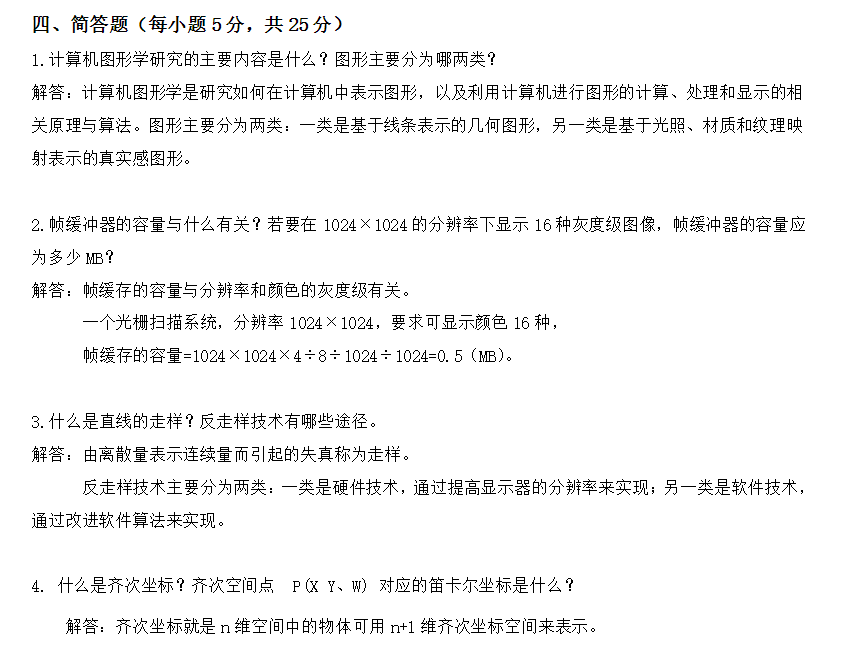 四、简答题（每小题 5 分，共 25 分）
1.计算机图形学研究的主要内容是什么？图形主要分为哪两类？
解答：计算机图形学是研究如何在计算机中表示图形，以及利用计算机进行图形的计算、处理和显示的相
关原理与算法。图形主要分为两类：一类是基于线条表示的几何图形，另一类是基于光照、材质和纹理映
射表示的真实感图形。
2.帧缓冲器的容量与什么有关？若要在 1024×1024 的分辨率下显示 16 种灰度级图像，帧缓冲器的容量应
为多少 MB？
解答：帧缓存的容量与分辨率和颜色的灰度级有关。
一个光栅扫描系统，分辨率 1024×1024，要求可显示颜色 16 种，
帧缓存的容量=1024×1024×4÷8÷1024÷1024=0.5（MB）。
3.什么是直线的走样？反走样技术有哪些途径。
解答：由离散量表示连续量而引起的失真称为走样。
反走样技术主要分为两类：一类是硬件技术，通过提高显示器的分辨率来实现；另一类是软件技术，
通过改进软件算法来实现。
4. 什么是齐次坐标？齐次空间点 P(X Y、W) 对应的笛卡尔坐标是什么？
解答：齐次坐标就是 n 维空间中的物体可用 n+1 维齐次坐标空间来表示。